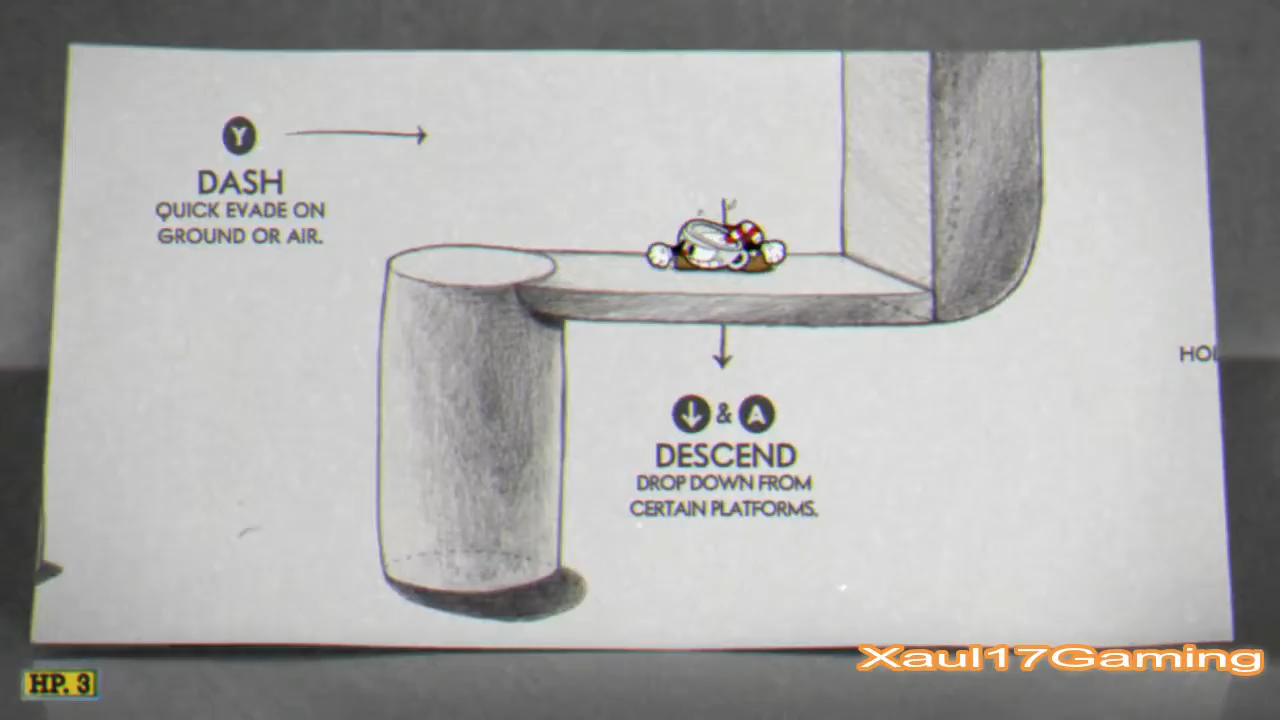 Y
DASH
QUICK EVADE ON
GROUND OR AIR.
↓ & A
DESCEND
DROP DOWN FROM
CERTAIN PLATFORMS.
HP. 3
Xaul17Gaming